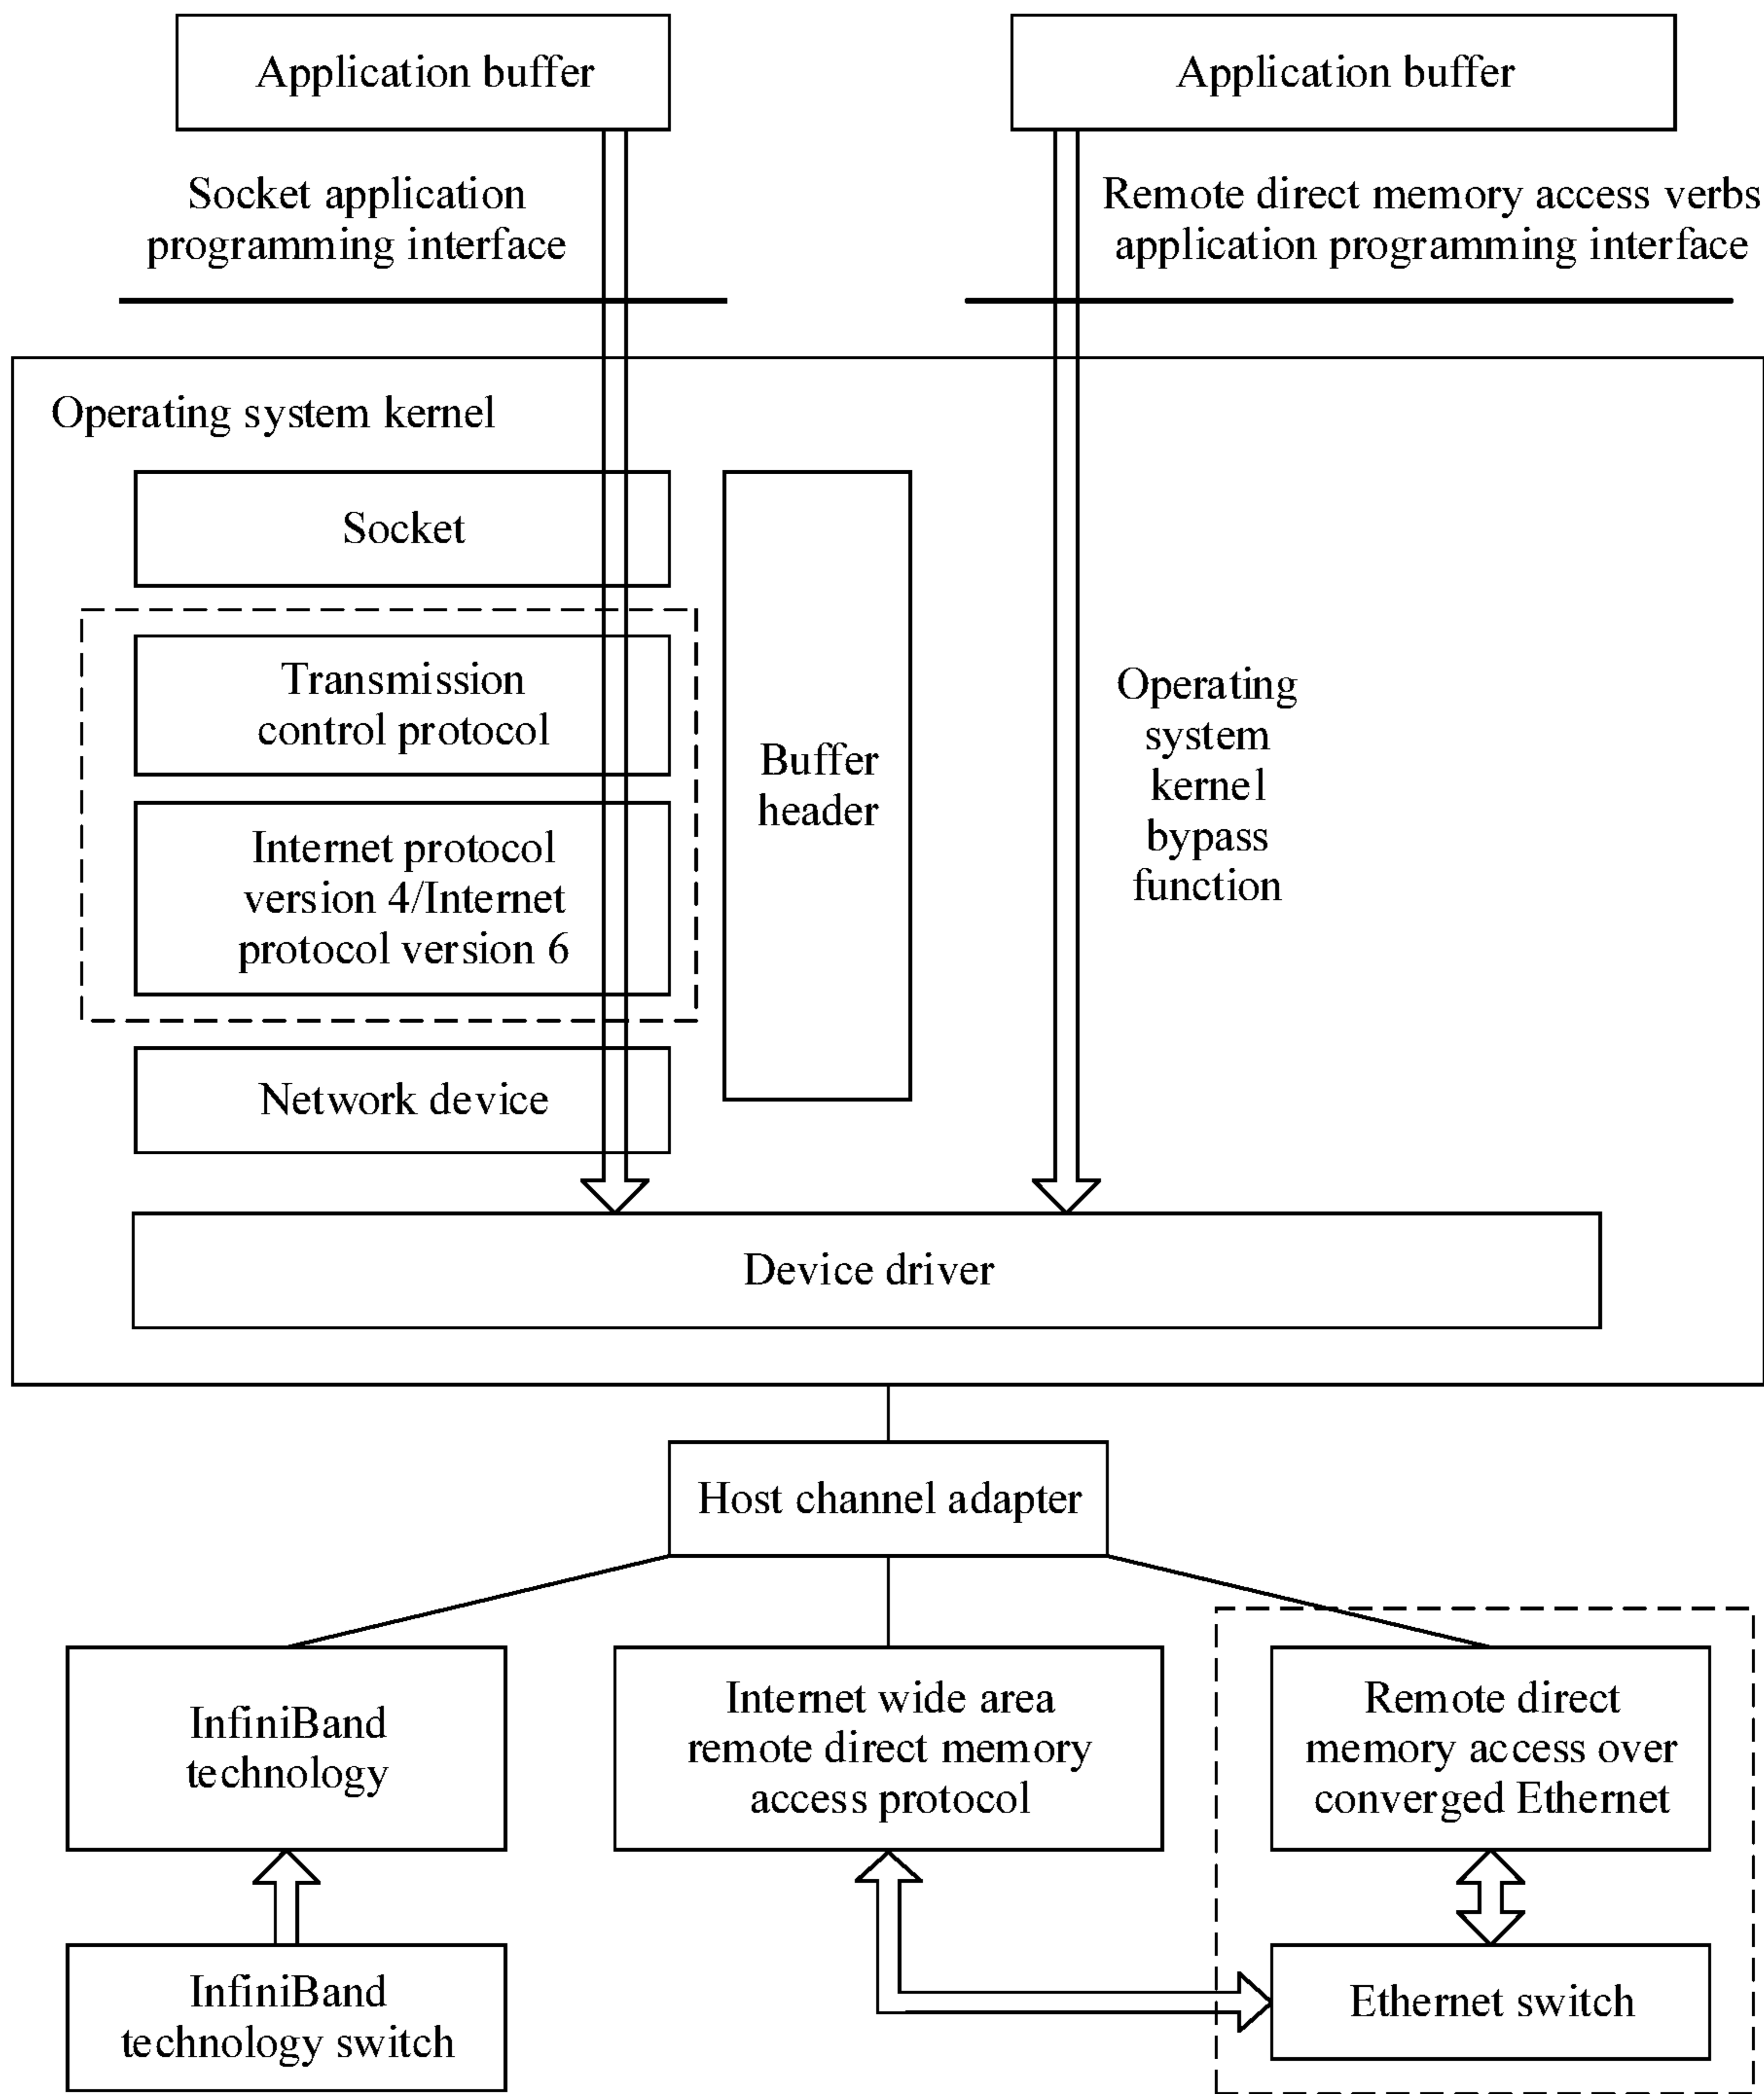 Application buffer
Application buffer
Socket application
programming interface
Remote direct memory access verbs
application programming interface
Operating system kernel
Socket
Transmission
control protocol
Internet protocol
version 4/Internet
protocol version 6
Network device
Buffer
header
Operating
system
kernel
bypass
function
Device driver
Host channel adapter
InfiniBand
technology
Internet wide area
remote direct memory
access protocol
Remote direct
memory access over
converged Ethernet
InfiniBand
technology switch
Ethernet switch